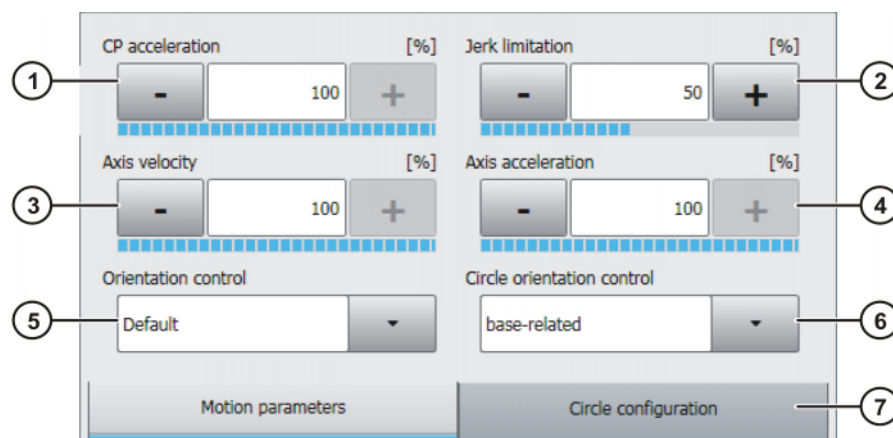 CP acceleration [%] Jerk limitation [%]
1 - 100 + - 50 + 2
Axis velocity [%] Axis acceleration [%]
3 - 100 + - 100 + 4
Orientation control Circle orientation control
5 Default base-related 6
Motion parameters Circle configuration 7